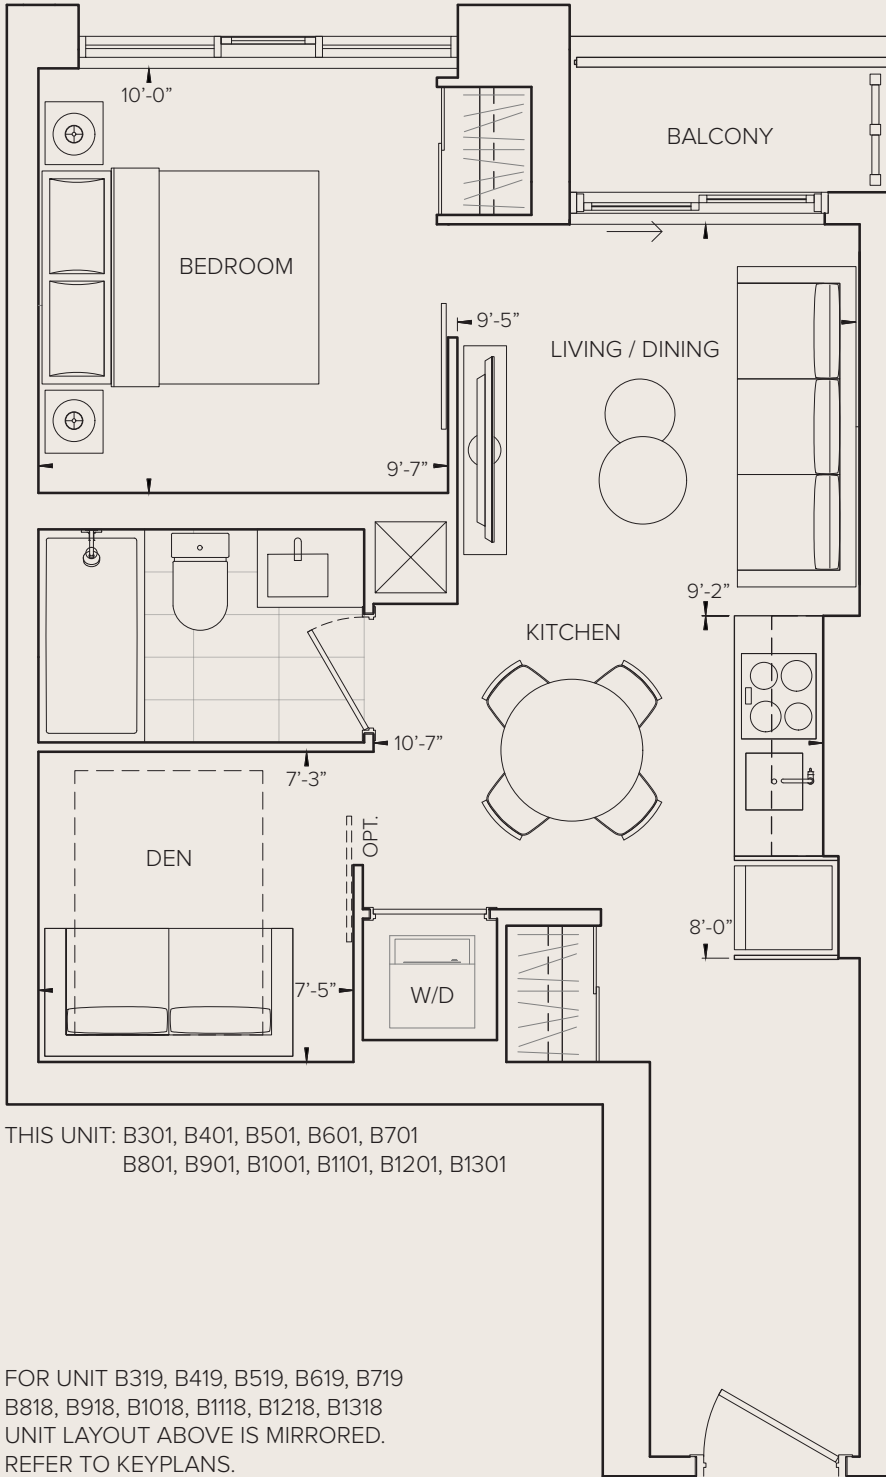 10’-0”
BALCONY
BEDROOM
9’-5”
LIVING / DINING
9’-7”
9’-2”
KITCHEN
10’-7”
7’-3”
OPT.
DEN
8’-0”
7’-5”
W/D
THIS UNIT: B301, B401, B501, B601, B701
B801, B901, B1001, B1101, B1201, B1301
FOR UNIT B319, B419, B519, B619, B719
B818, B918, B1018, B1118, B1218, B1318
UNIT LAYOUT ABOVE IS MIRRORED.
REFER TO KEYPLANS.